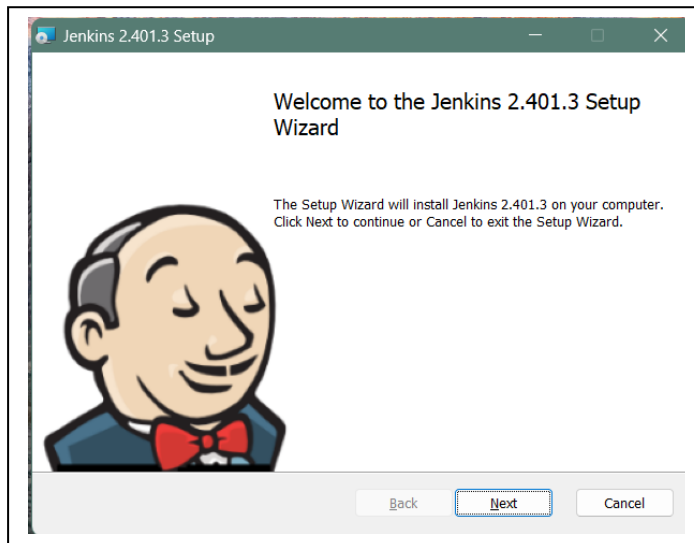 Jenkins 2.401.3 Setup
Welcome to the Jenkins 2.401.3 Setup
Wizard
The Setup Wizard will install Jenkins 2.401.3 on your computer.
Click Next to continue or Cancel to exit the Setup Wizard.
Back Next Cancel